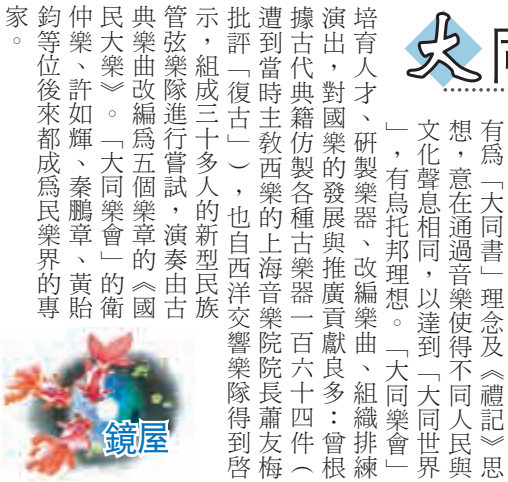 大同
有爲「大同書」理念及《禮記》思
想，意在通過音樂使得不同人民與
文化聲息相同，以達到「大同世界
」，有烏托邦理想。「大同樂會」
培育人才、研製樂器、改編樂曲、組織排練
演出，對國樂的發展與推廣貢獻良多：曾根
據古代典籍仿製各種古樂器一百六十四件（
遭到當時主敎西樂的上海音樂院院長蕭友梅
批評「復古」），也自西洋交響樂隊得到啓
示，組成三十多人的新型民族
管弦樂隊進行嘗試，演奏由古
典樂曲改編爲五個樂章的《國
民大樂》。「大同樂會」的衛
仲樂、許如輝、秦鵬章、黃貽
鈞等位後來都成爲民樂界的專
家。
鏡屋